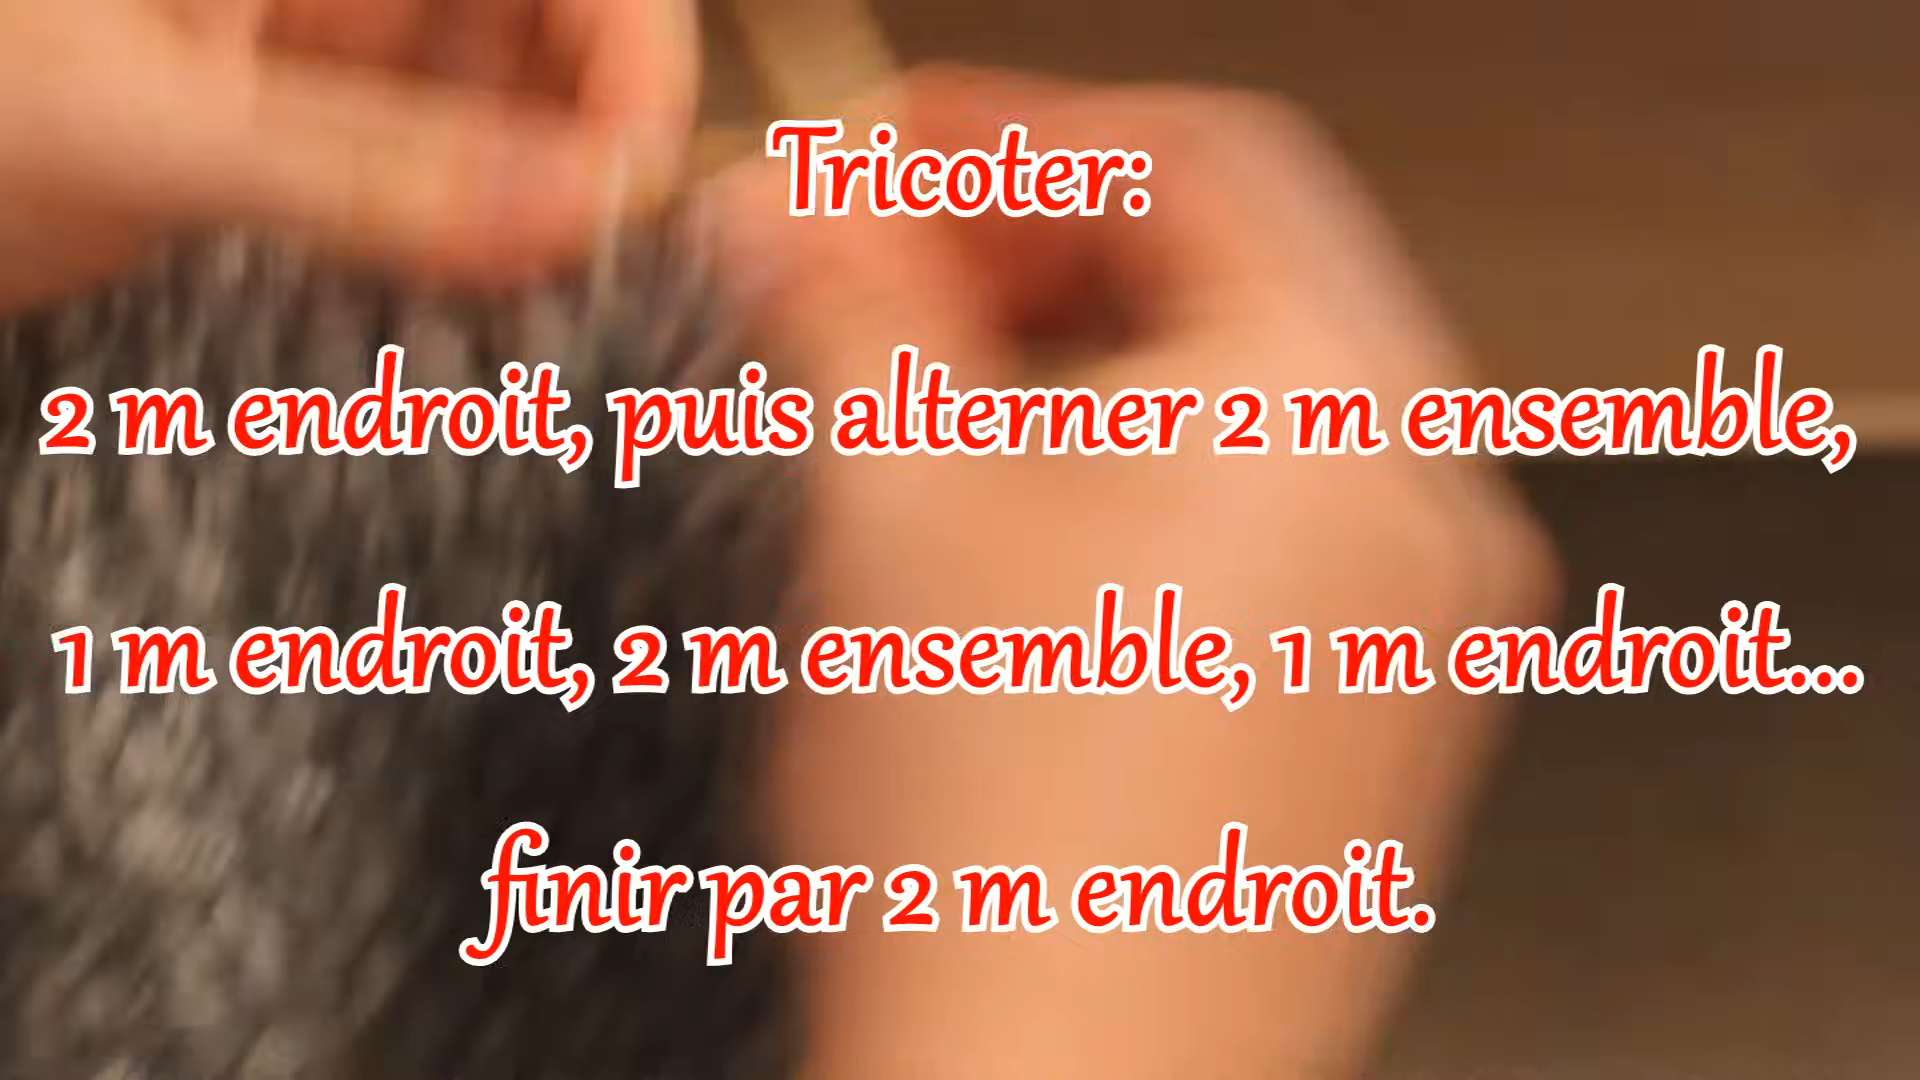 Tricoter:
2 m endroit, puis alterner 2 m ensemble,
1 m endroit, 2 m ensemble, 1 m endroit...
finir par 2 m endroit.